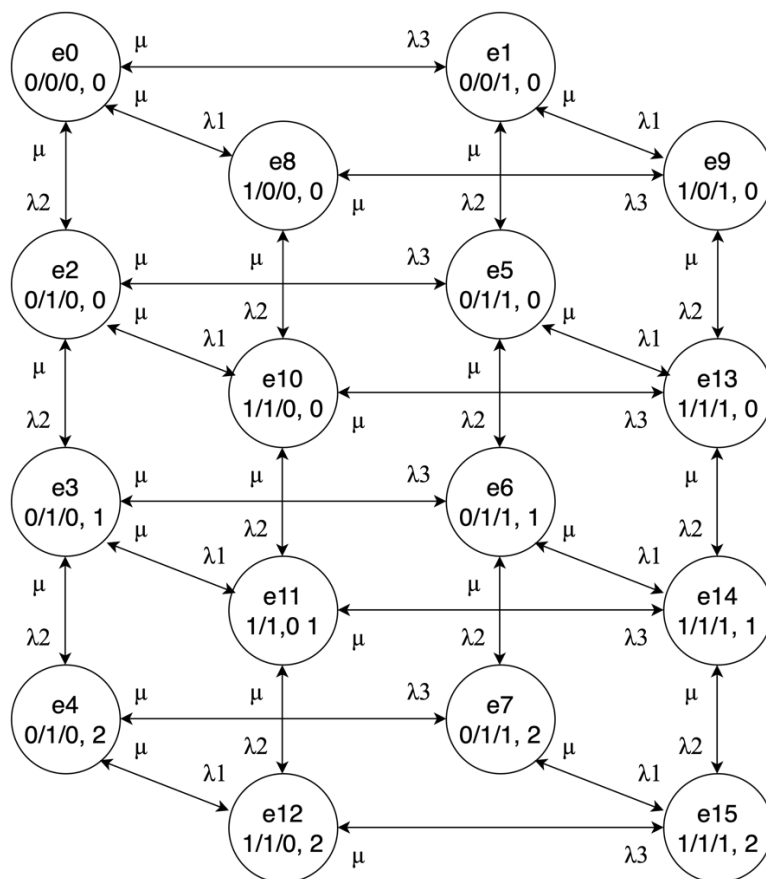 e0
0/0/0, 0
μ
λ3
e1
0/0/1, 0
μ
λ1
μ
λ1
μ
λ2
e8
1/0/0, 0
μ
λ2
e9
1/0/1, 0
μ
λ3
e2
0/1/0, 0
μ
λ3
e5
0/1/1, 0
μ
λ2
μ
λ2
μ
λ1
μ
λ1
μ
λ2
e10
1/1/0, 0
μ
λ2
e13
1/1/1, 0
μ
λ3
e3
0/1/0, 1
μ
λ3
e6
0/1/1, 1
μ
λ2
μ
λ2
μ
λ1
μ
λ1
μ
λ2
e11
1/1,0 1
μ
λ2
e14
1/1/1, 1
μ
λ3
e4
0/1/0, 2
μ
λ3
e7
0/1/1, 2
μ
λ2
μ
λ2
μ
λ1
μ
λ1
e12
1/1/0, 2
e15
1/1/1, 2
μ
λ3